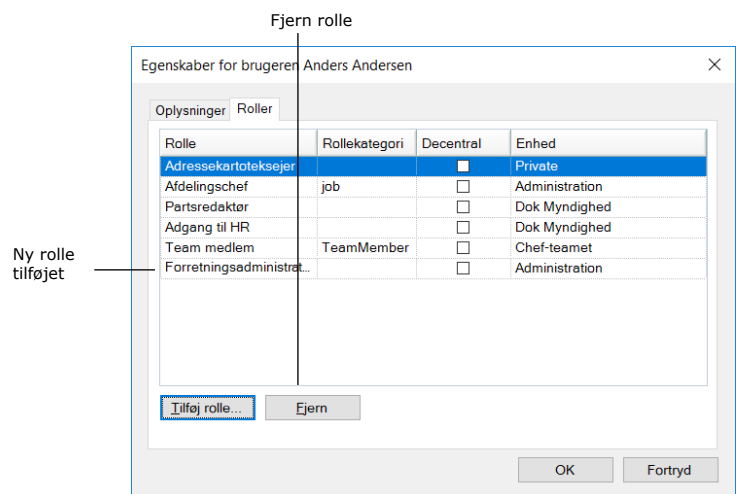 Fjern rolle
Egenskaber for brugeren Anders Andersen
Oplysninger Roller
Rolle Rollekategori Decentral Enhed
Adressekartoteksejer Private
Afdelingschef job Administration
Partsredaktør Dok Myndighed
Adgang til HR Dok Myndighed
Team medlem TeamMember Chef-teamet
Forretningsadministrat... Administration
Ny rolle
tilføjet
Tilføj rolle... Fjern
OK Fortryd